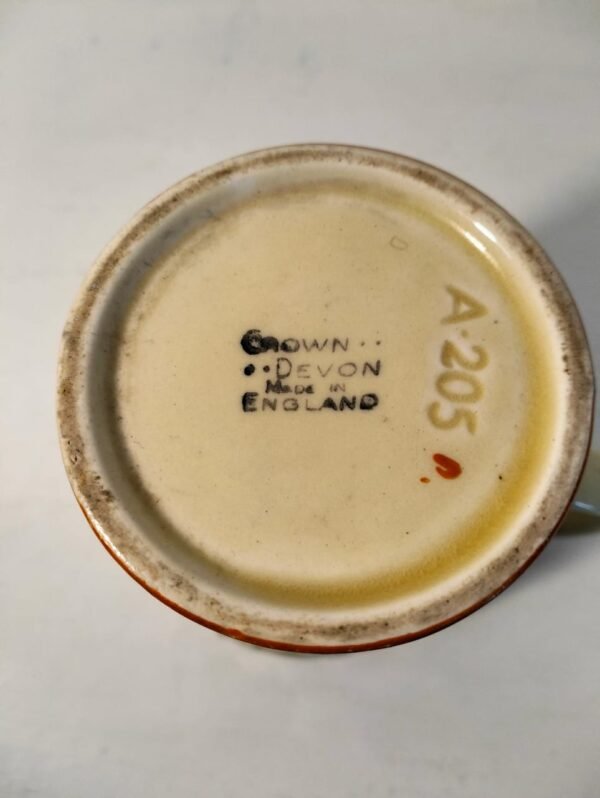 CROWN··
··DEVON
MADE IN
ENGLAND
A·205